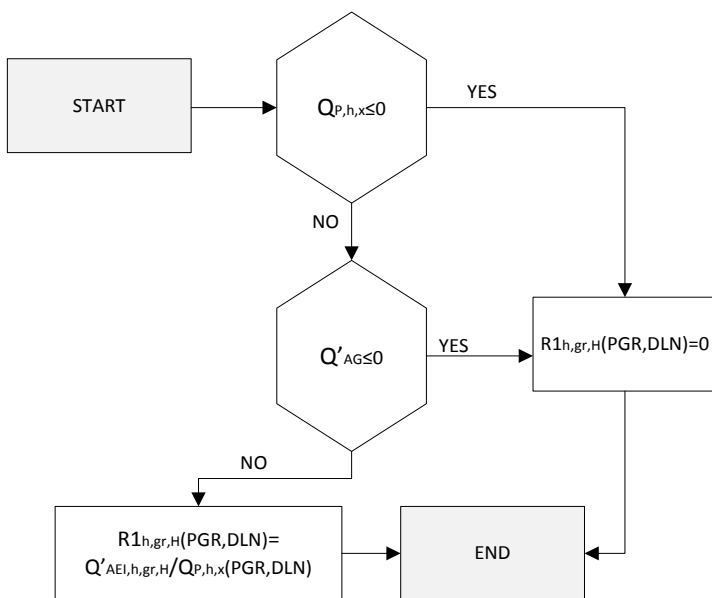 START
Q P,h,x≤0
YES
NO
Q’AG≤0
YES
R1h,gr,H(PGR,DLN)=0
NO
R1h,gr,H(PGR,DLN)=
Q’AEI,h,gr,H/QP,h,x(PGR,DLN)
END